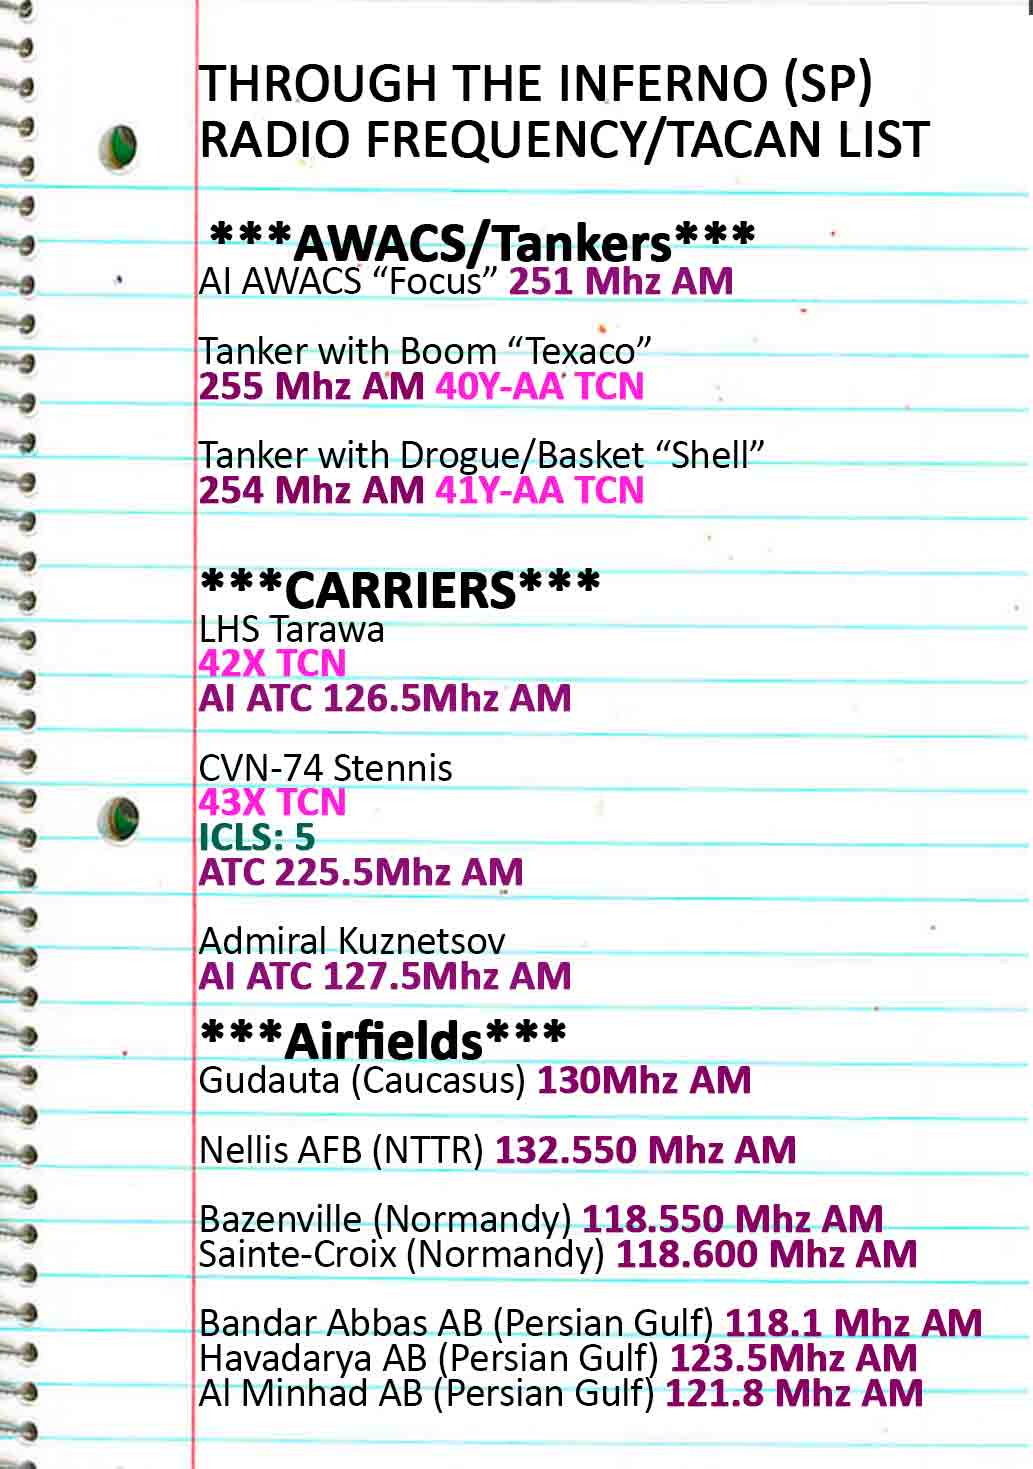 THROUGH THE INFERNO (SP)
RADIO FREQUENCY/TACAN LIST
***AWACS/Tankers***
AI AWACS “Focus” 251 Mhz AM
Tanker with Boom “Texaco”
255 Mhz AM 40Y-AA TCN
Tanker with Drogue/Basket “Shell”
254 Mhz AM 41Y-AA TCN
***CARRIERS***
LHS Tarawa
42X TCN
AI ATC 126.5Mhz AM
CVN-74 Stennis
43X TCN
ICLS: 5
ATC 225.5Mhz AM
Admiral Kuznetsov
AI ATC 127.5Mhz AM
***Airfields***
Gudauta (Caucasus) 130Mhz AM
Nellis AFB (NTTR) 132.550 Mhz AM
Bazenville (Normandy) 118.550 Mhz AM
Sainte-Croix (Normandy) 118.600 Mhz AM
Bandar Abbas AB (Persian Gulf) 118.1 Mhz AM
Havadarya AB (Persian Gulf) 123.5Mhz AM
Al Minhad AB (Persian Gulf) 121.8 Mhz AM